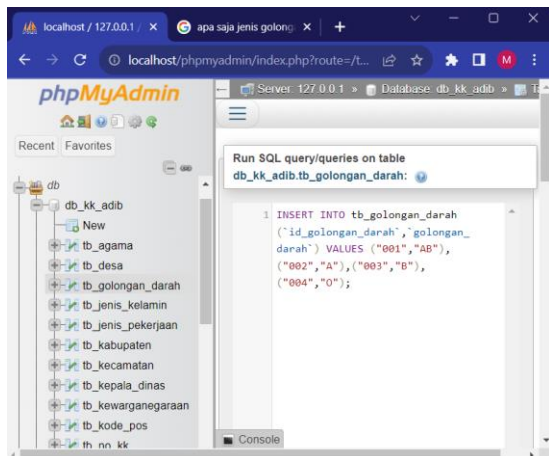 localhost / 127.0.0.1 /
apa saja jenis golong
localhost/phpmyadmin/index.php?route=/t...
M
phpMyAdmin
Recent Favorites
db
db_kk_adib
New
tb_agama
tb_desa
tb_golongan_darah
tb_jenis_kelamin
tb_jenis_pekerjaan
tb_kabupaten
tb_kecamatan
tb_kepala_dinas
tb_kewarganegaraan
tb_kode_pos
tb_no_kk
Server: 127.0.0.1 » Database: db_kk_adib »
Run SQL query/queries on table
db_kk_adib.tb_golongan_darah:
1 INSERT INTO tb_golongan_darah
(`id_golongan_darah`,`golongan_
darah`) VALUES ("001","AB"),
("002","A"),("003","B"),
("004","O");
Console